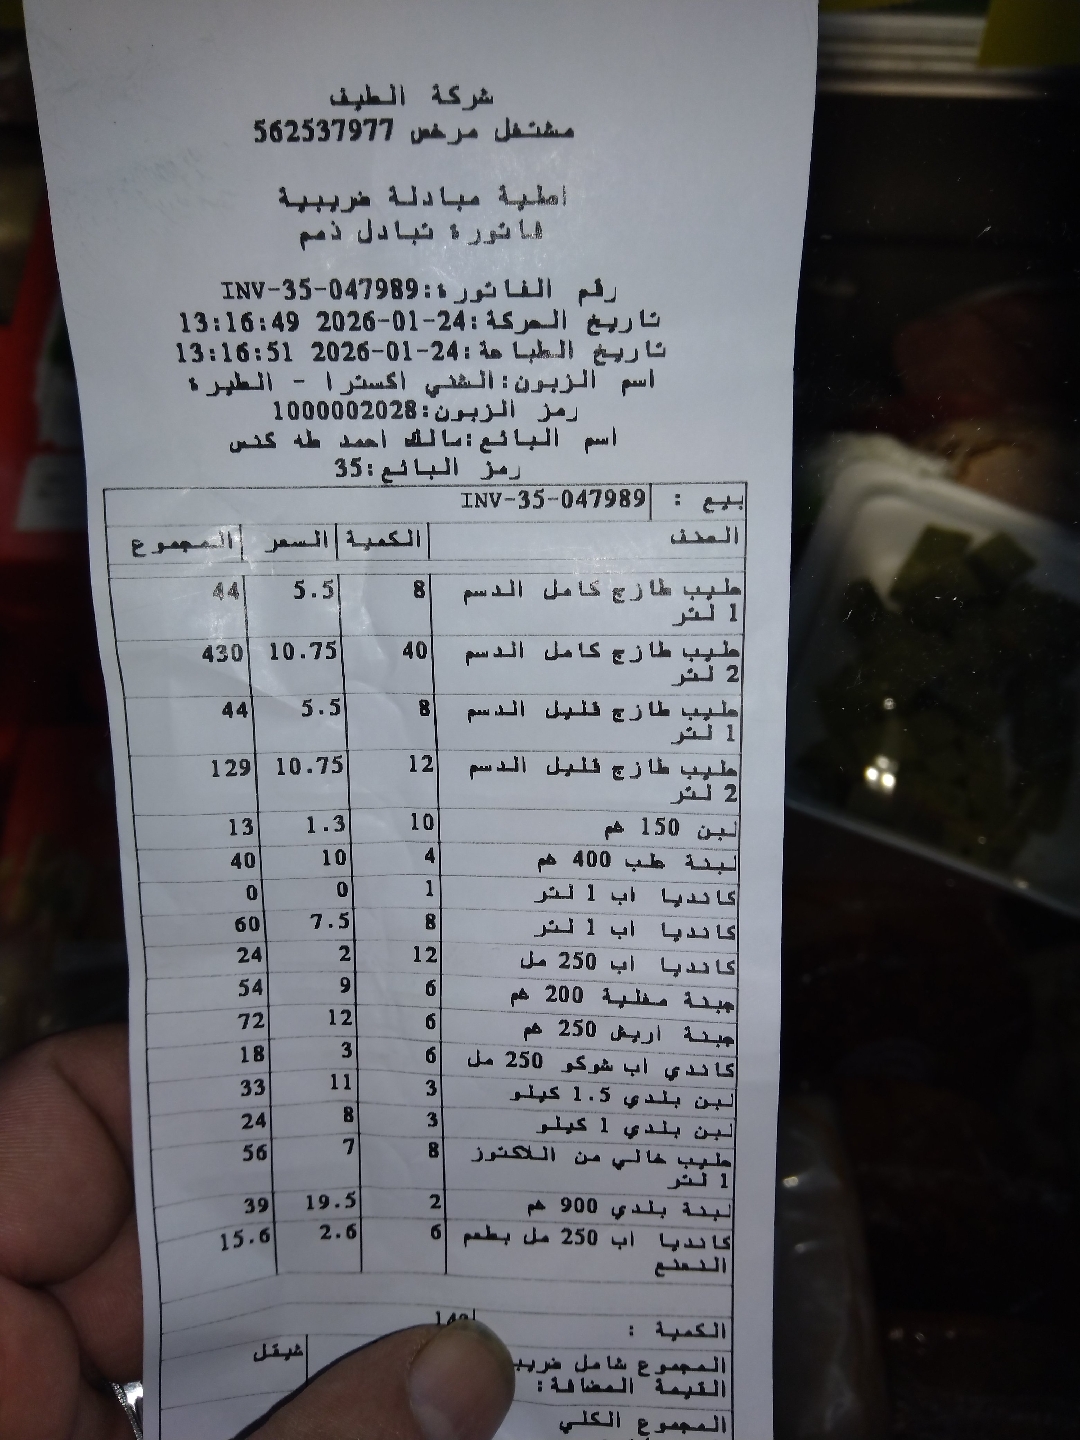 شركة الطيف
مشتغل مرخص 562537977
اصلية مبادلة ضريبية
فاتورة تبادل ذمم
رقم الفاتورة:INV-35-047989
تاريخ الحركة:2026-01-24 13:16:49
تاريخ الطباعة:2026-01-24 13:16:51
اسم الزبون:الشني اكسترا - الطيرة
رمز الزبون:1000002028
اسم البائع:مالك احمد طه كنس
رمز البائع:35
بيع : INV-35-047989
الصنف الكمية السعر المجموع
حليب طازج كامل الدسم 8 5.5 44
1 لتر
حليب طازج كامل الدسم 40 10.75 430
2 لتر
حليب طازج قليل الدسم 8 5.5 44
1 لتر
حليب طازج قليل الدسم 12 10.75 129
2 لتر
لبن 150 غم 10 1.3 13
لبنة علب 400 غم 4 10 40
كانديا اب 1 لتر 1 0 0
كانديا اب 1 لتر 8 7.5 60
كانديا اب 250 مل 12 2 24
جبنة مغلية 200 غم 6 9 54
جبنة اريش 250 غم 6 12 72
كاندي اب شوكو 250 مل 6 3 18
لبن بلدي 1.5 كيلو 3 11 33
لبن بلدي 1 كيلو 3 8 24
حليب خالي من اللاكتوز 8 7 56
1 لتر
لبنة بلدي 900 غم 2 19.5 39
كانديا اب 250 مل بطعم 6 2.6 15.6
النعنع
الكمية :
المجموع شامل شيقل
القيمة المضافة:
المجموع الكلي